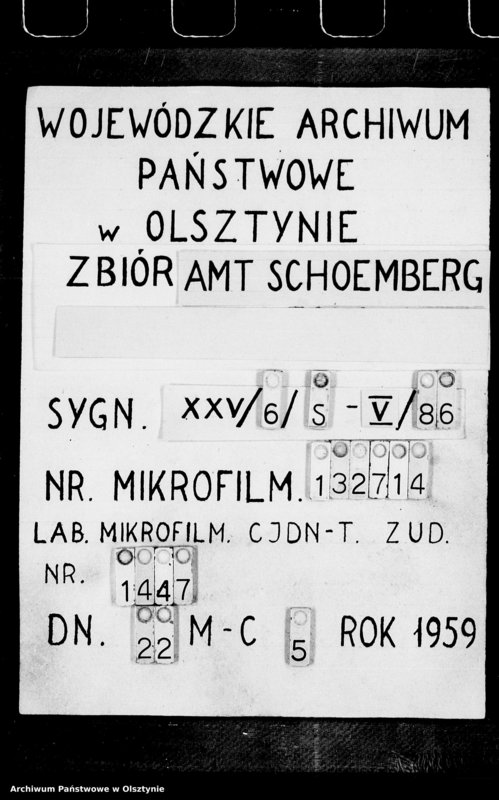 WOJEWÓDZKIE ARCHIWUM
PAŃSTWOWE
w OLSZTYNIE
ZBIÓR AMT SCHOEMBERG
SYGN. XXV/6/S - V/86
NR. MIKROFILM. 132714
LAB. MIKROFILM. CJDN-T. ZUD.
NR. 1447
DN. 22 M-C 5 ROK 1959
Archiwum Państwowe w Olsztynie